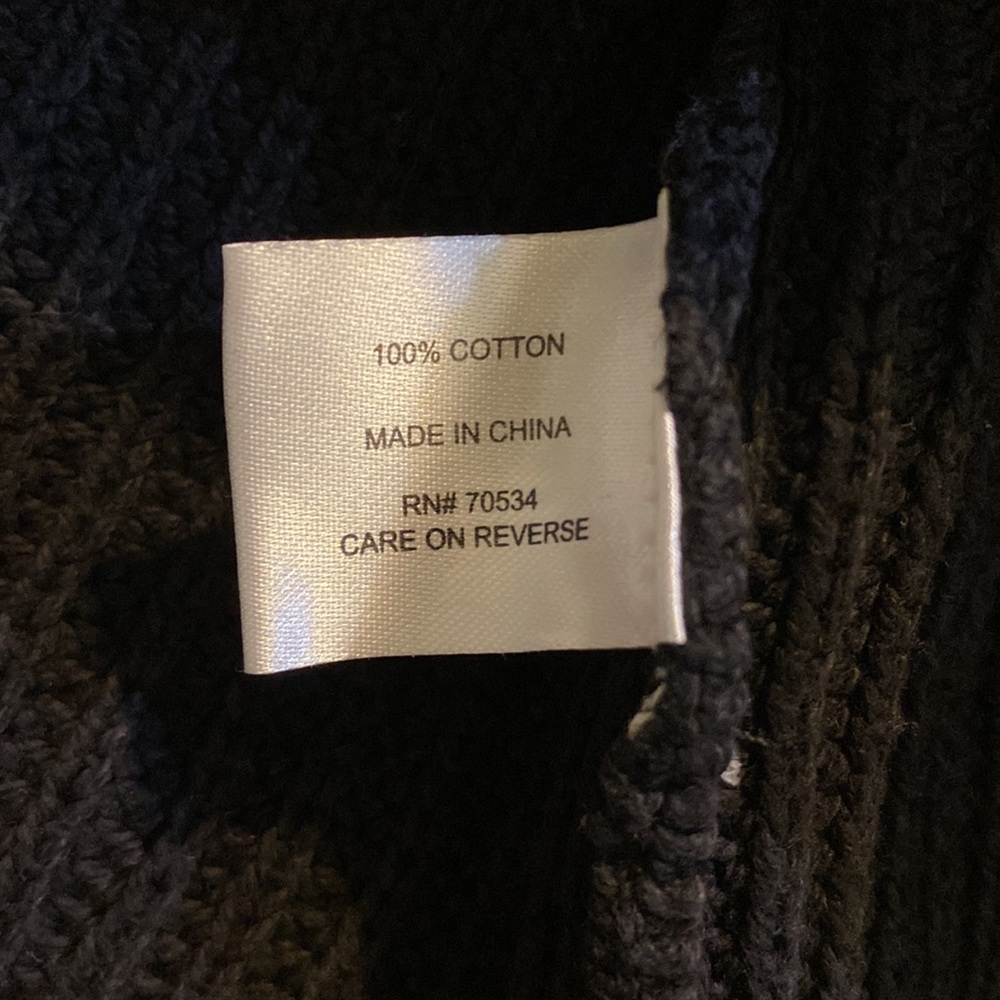 100% COTTON
MADE IN CHINA
RN# 70534
CARE ON REVERSE